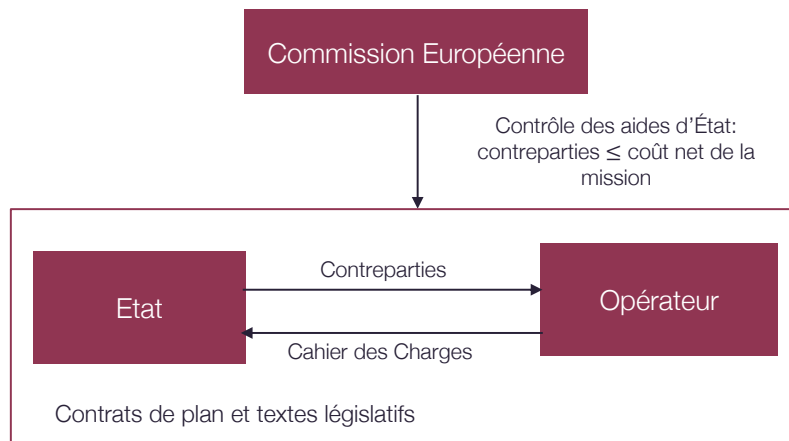 Commission Européenne
Contrôle des aides d’État:
contreparties ≤ coût net de la
mission
Contreparties
Etat
Opérateur
Cahier des Charges
Contrats de plan et textes législatifs